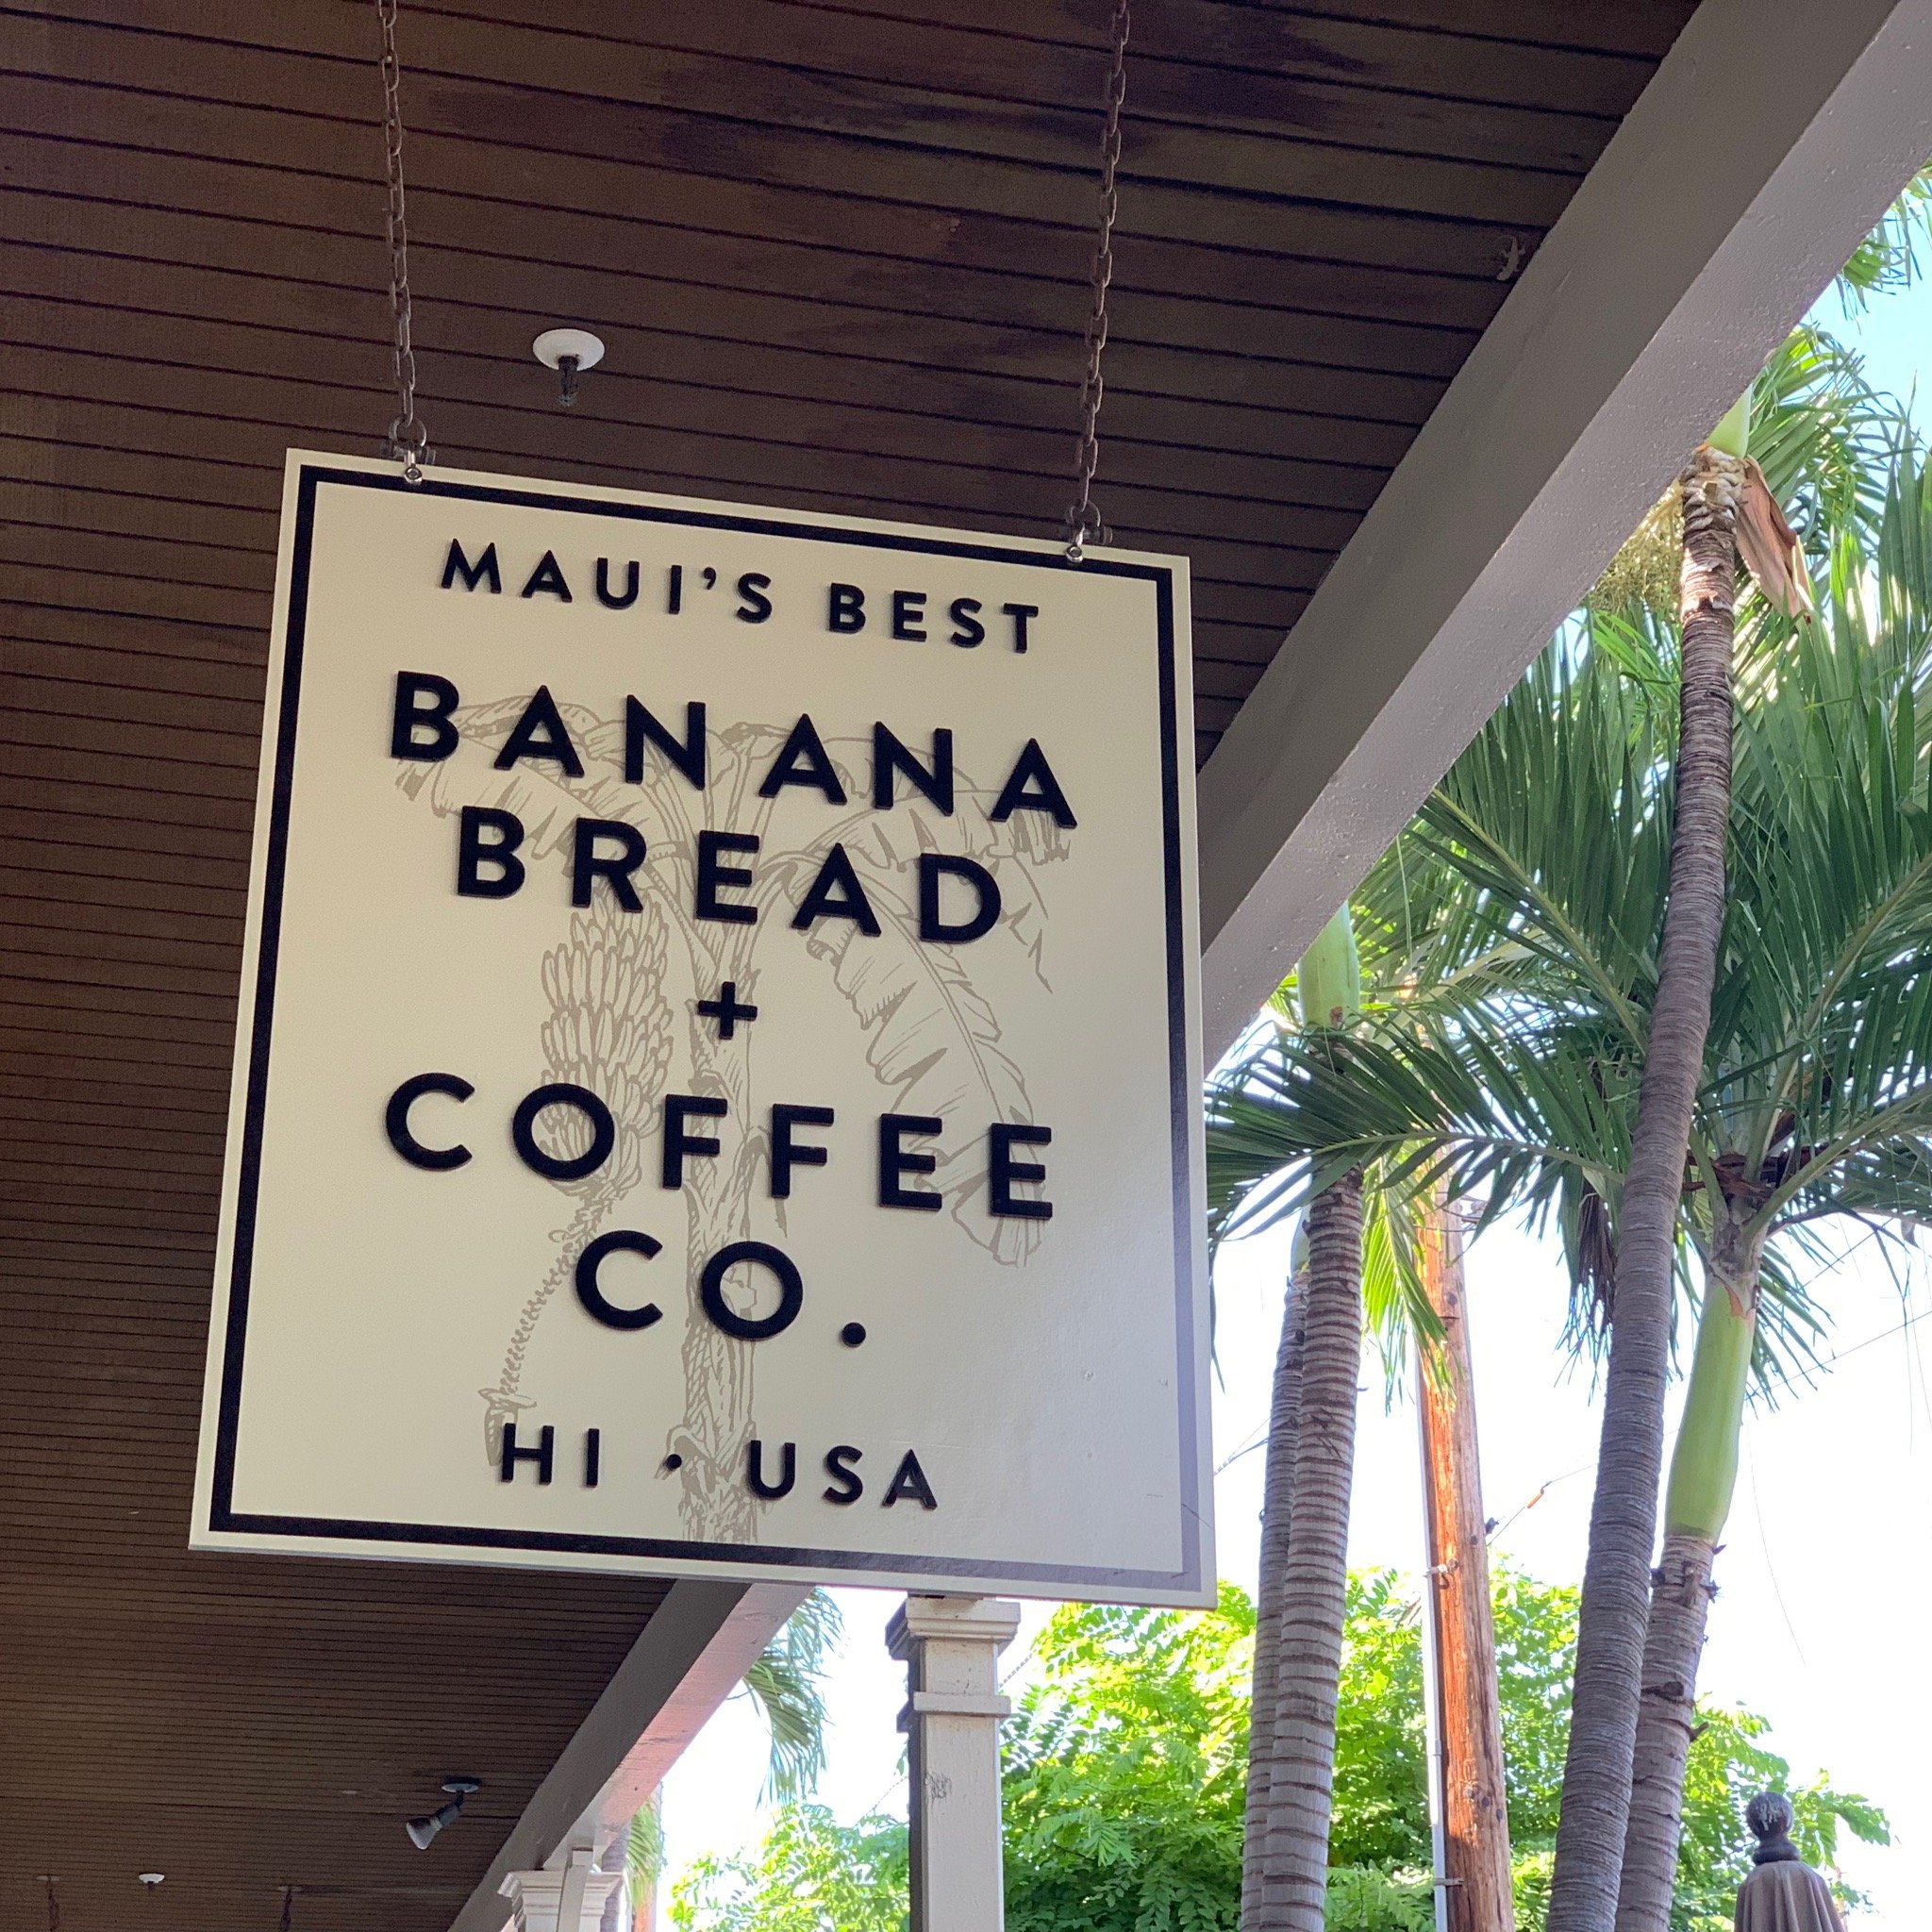 MAUI’S BEST
BANANA
BREAD
+
COFFEE
CO.
HI · USA